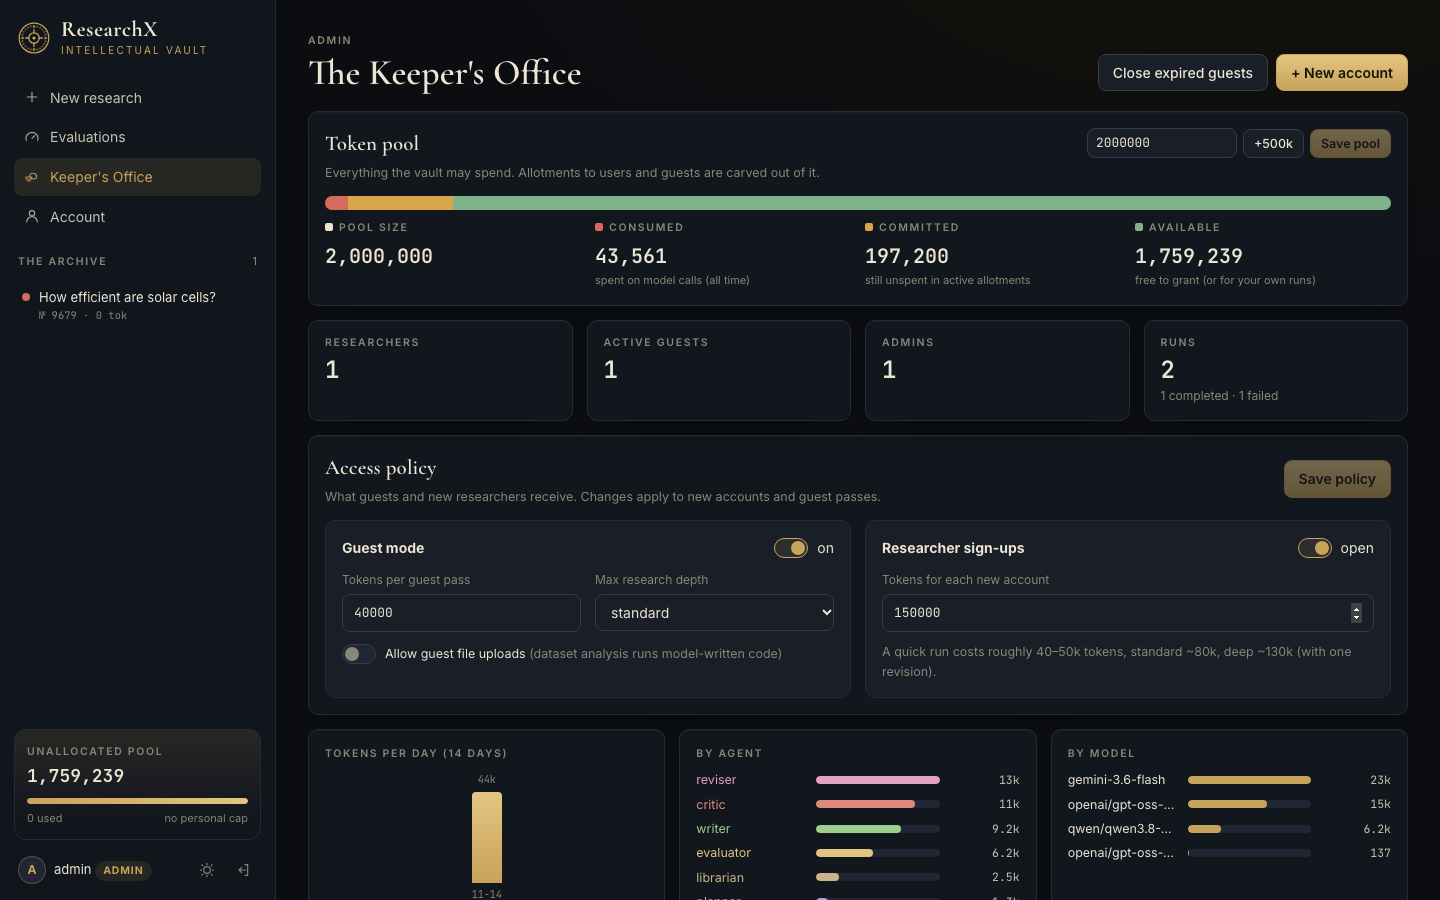 ResearchX
INTELLECTUAL VAULT
New research
Evaluations
Keeper's Office
Account
THE ARCHIVE 1
How efficient are solar cells?
№ 9679 · 0 tok
UNALLOCATED POOL
1,759,239
0 used no personal cap
A admin ADMIN
ADMIN
The Keeper's Office
Close expired guests + New account
Token pool
2000000 +500k Save pool
Everything the vault may spend. Allotments to users and guests are carved out of it.
POOL SIZE CONSUMED COMMITTED AVAILABLE
2,000,000 43,561 197,200 1,759,239
spent on model calls (all time) still unspent in active allotments free to grant (or for your own runs)
RESEARCHERS ACTIVE GUESTS ADMINS RUNS
1 1 1 2
1 completed · 1 failed
Access policy
Save policy
What guests and new researchers receive. Changes apply to new accounts and guest passes.
Guest mode on
Tokens per guest pass Max research depth
40000 standard
Allow guest file uploads (dataset analysis runs model-written code)
Researcher sign-ups open
Tokens for each new account
150000
A quick run costs roughly 40–50k tokens, standard ~80k, deep ~130k (with one
revision).
TOKENS PER DAY (14 DAYS)
44k
11-14
BY AGENT
reviser 13k
critic 11k
writer 9.2k
evaluator 6.2k
librarian 2.5k
BY MODEL
gemini-3.6-flash 23k
openai/gpt-oss-... 15k
qwen/qwen3.8-... 6.2k
openai/gpt-oss-... 137